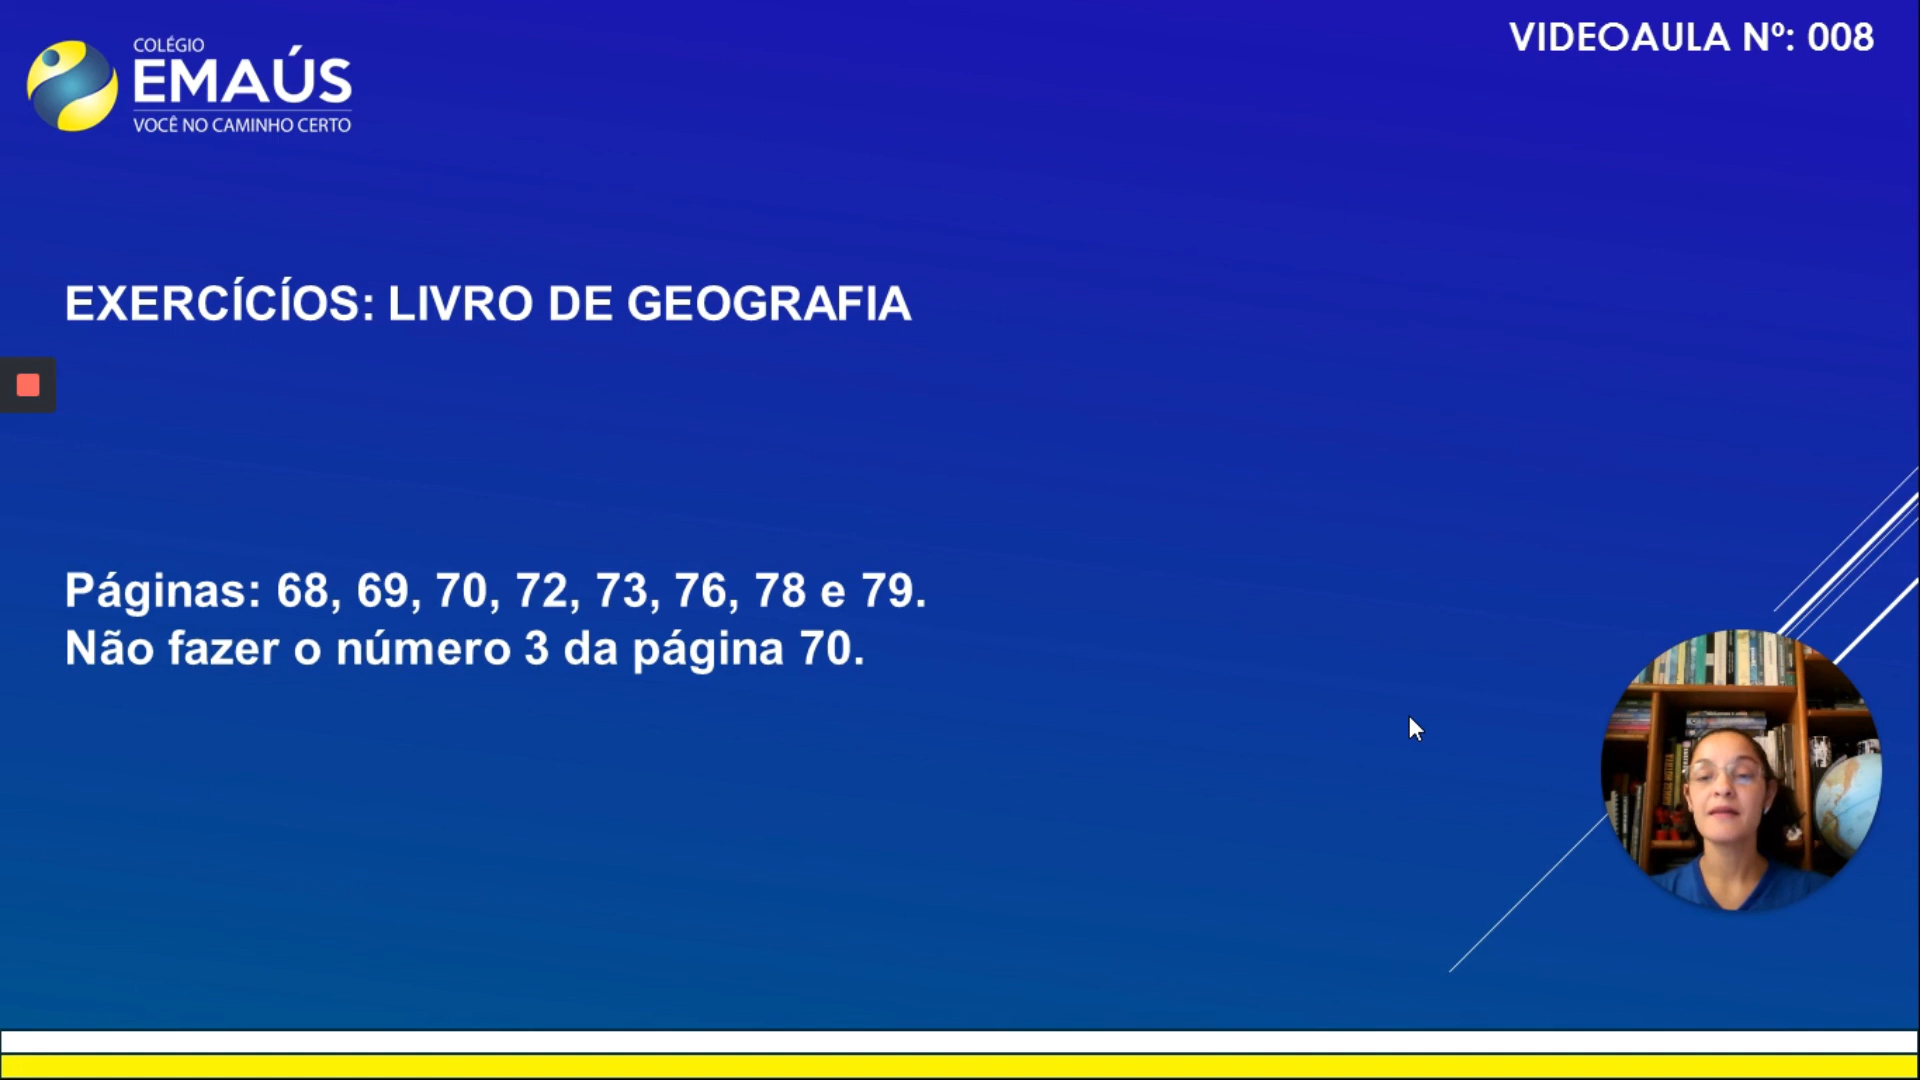 COLÉGIO
EMAÚS
VOCÊ NO CAMINHO CERTO
VIDEOAULA Nº: 008
EXERCÍCÍOS: LIVRO DE GEOGRAFIA
Páginas: 68, 69, 70, 72, 73, 76, 78 e 79.
Não fazer o número 3 da página 70.